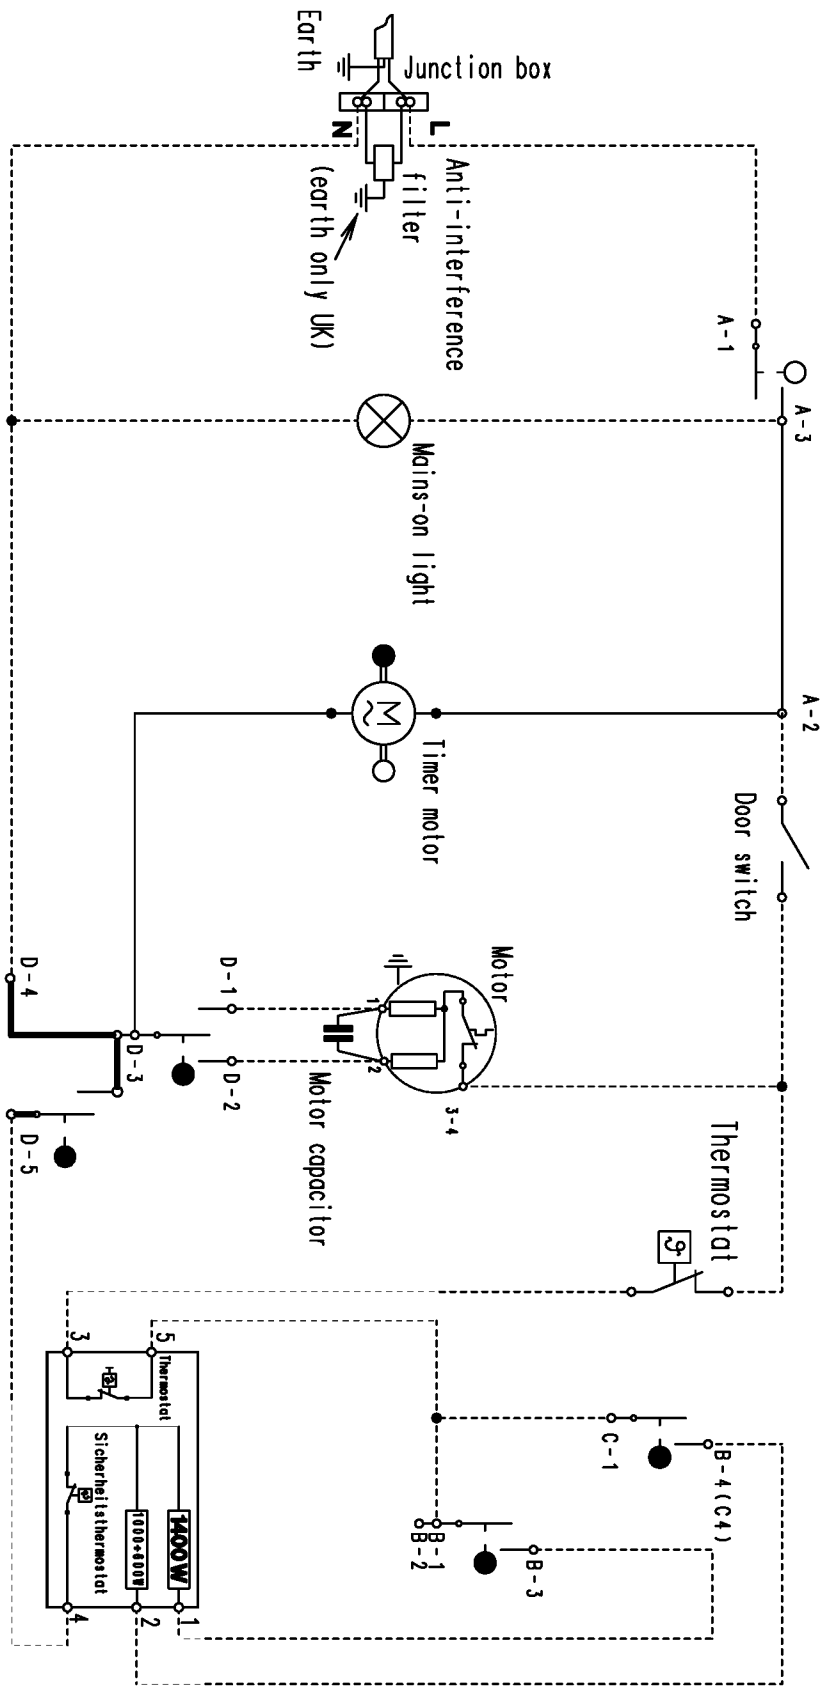 Earth
Junction box
N
L
Anti-interference
filter
(earth only UK)
A-1
A-3
Mains-on light
A-2
M
~
Timer motor
Door switch
D-4
D-1
D-3
D-2
D-5
Motor
1
2
3-4
Motor capacitor
Thermostat
ϑ
3
5
Thermostat
Sicherheitsthermostat
1400W
4
2
1
C-1
B-4(C4)
B-1
B-2
B-3